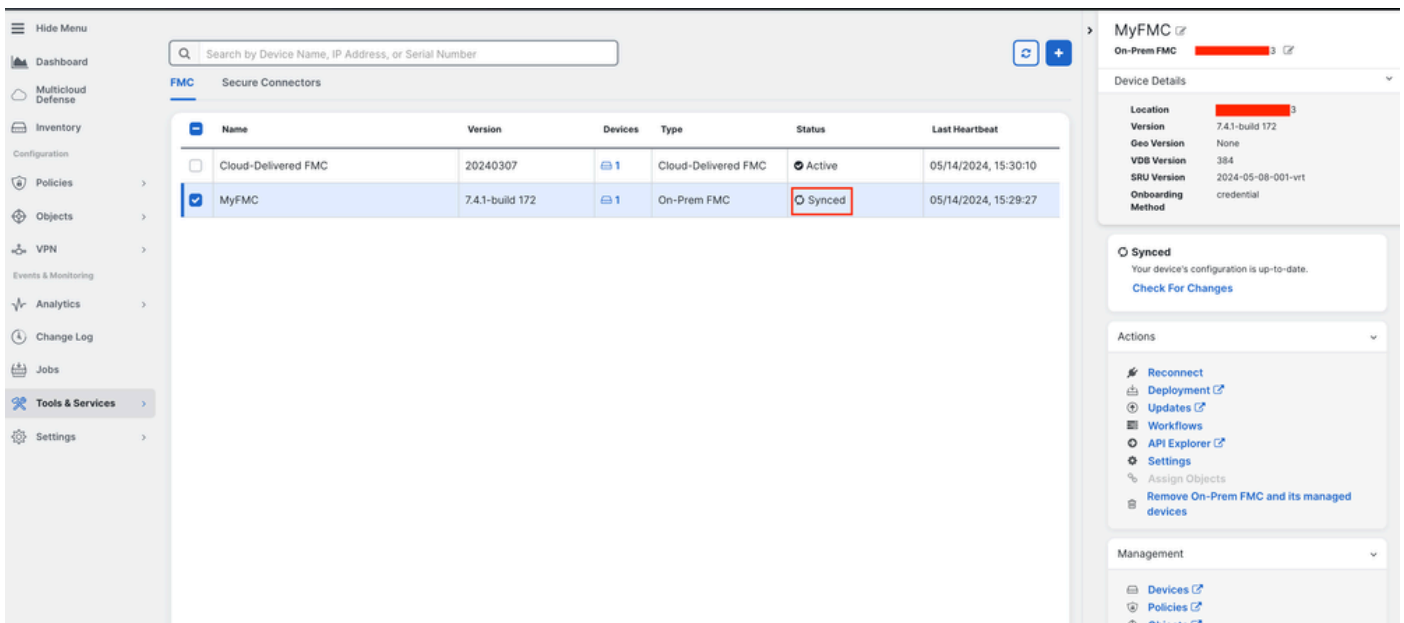 Hide Menu
Dashboard
Multicloud
Defense
Inventory
Configuration
Policies
Objects
VPN
Events & Monitoring
Analytics
Change Log
Jobs
Tools & Services
Settings
Search by Device Name, IP Address, or Serial Number
FMC Secure Connectors
Name Version Devices Type Status Last Heartbeat
Cloud-Delivered FMC 20240307 1 Cloud-Delivered FMC Active 05/14/2024, 15:30:10
MyFMC 7.4.1-build 172 1 On-Prem FMC Synced 05/14/2024, 15:29:27
MyFMC
On-Prem FMC 3
Device Details
Location 3
Version 7.4.1-build 172
Geo Version None
VDB Version 384
SRU Version 2024-05-08-001-vrt
Onboarding credential
Method
Synced
Your device's configuration is up-to-date.
Check For Changes
Actions
Reconnect
Deployment
Updates
Workflows
API Explorer
Settings
Assign Objects
Remove On-Prem FMC and its managed
devices
Management
Devices
Policies